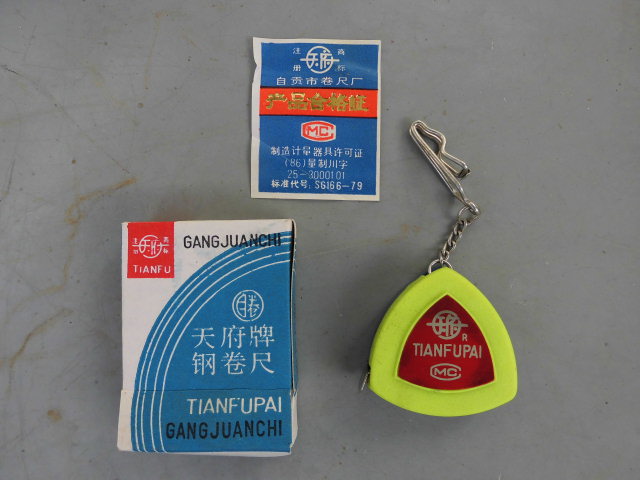 注 商
天府
册 标
自贡市卷尺厂
产品合格证
MC
制造计量器具许可证
(86)量制川字
25-3000101
标准代号: SG166-79
注 商
天府
册 标
TIANFU
GANGJUANCHI
天府牌
钢卷尺
TIANFUPAI
GANGJUANCHI
天府
R
TIANFUPAI
MC